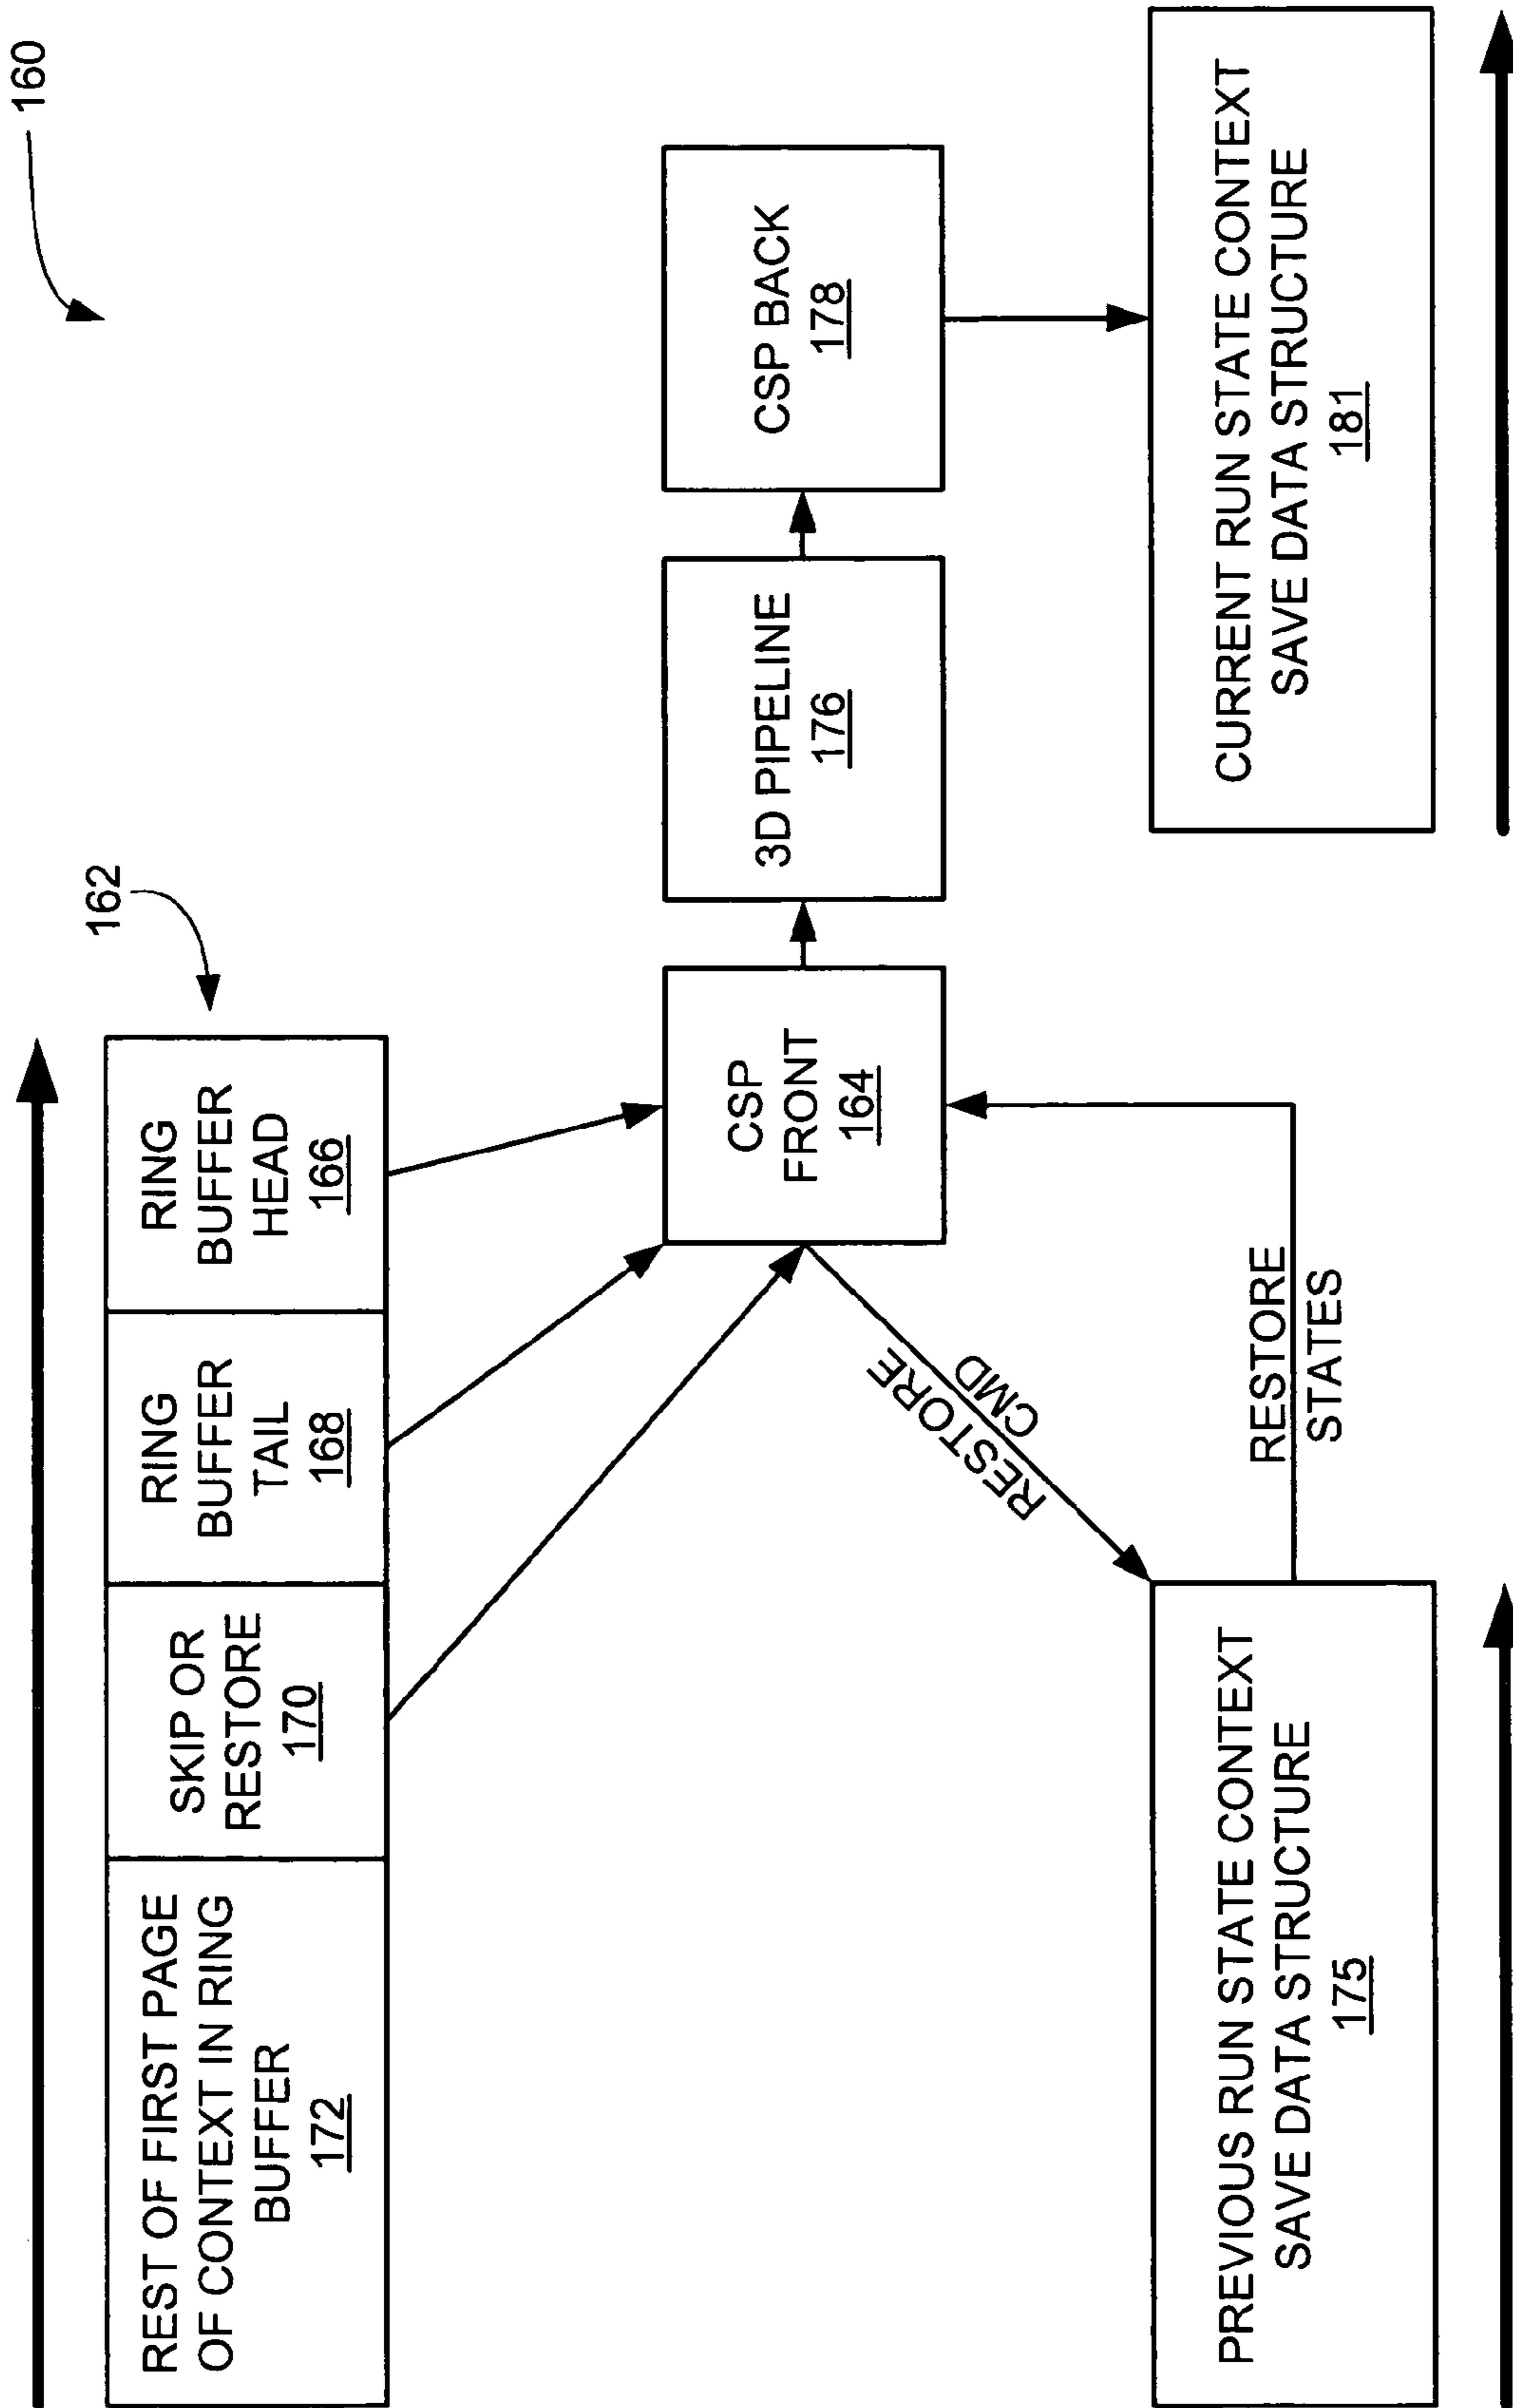 160
162
REST OF FIRST PAGE
OF CONTEXT IN RING
BUFFER
172
SKIP OR
RESTORE
170
RING
BUFFER
TAIL
168
RING
BUFFER
HEAD
166
CSP
FRONT
164
3D PIPELINE
176
CSP BACK
178
RESTORE
CMD
RESTORE
STATES
PREVIOUS RUN STATE CONTEXT
SAVE DATA STRUCTURE
175
CURRENT RUN STATE CONTEXT
SAVE DATA STRUCTURE
181